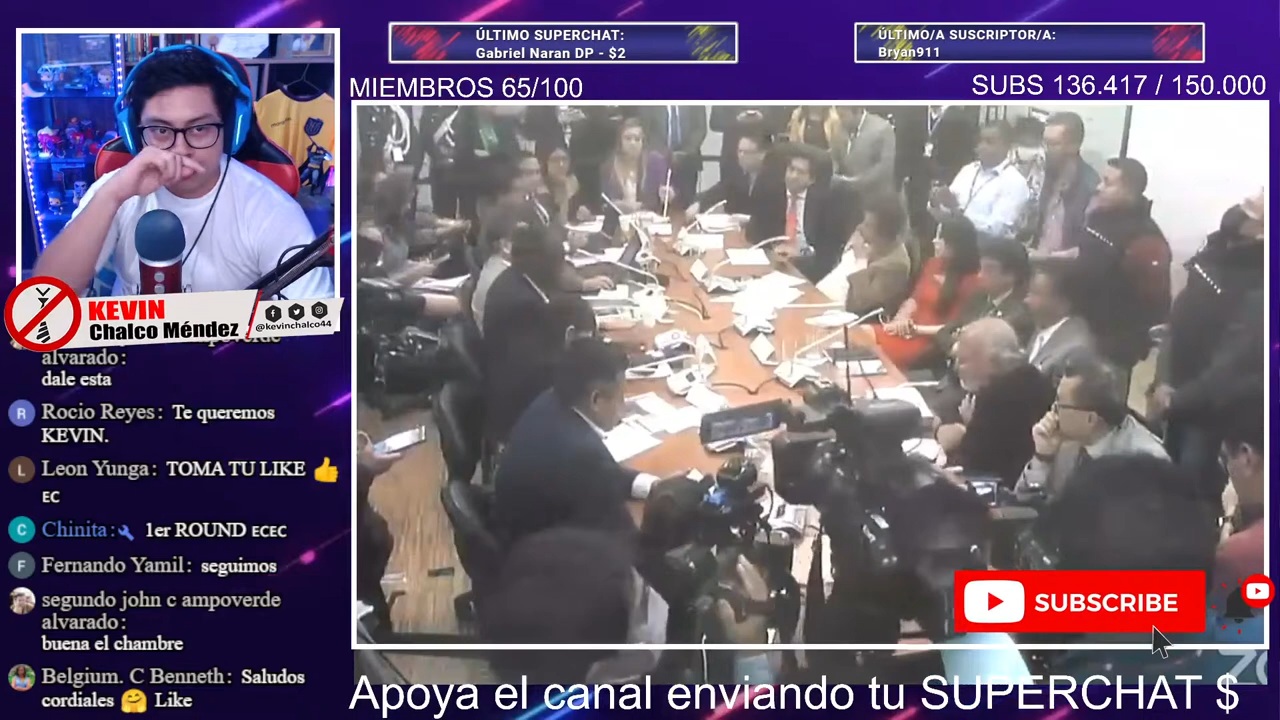 ÚLTIMO SUPERCHAT:
Gabriel Naran DP - $2
ÚLTIMO/A SUSCRIPTOR/A:
Bryan911
MIEMBROS 65/100
SUBS 136.417 / 150.000
KEVIN
Chalco Méndez
@kevinchalco44
alvarado:
dale esta
R Rocio Reyes: Te queremos
KEVIN.
L Leon Yunga: TOMA TU LIKE 👍
EC
C Chinita: 1er ROUND ECEC
F Fernando Yamil: seguimos
segundo john c ampoverde
alvarado:
buena el chambre
Belgium. C Benneth: Saludos
cordiales 🤗 Like
SUBSCRIBE
Apoya el canal enviando tu SUPERCHAT $